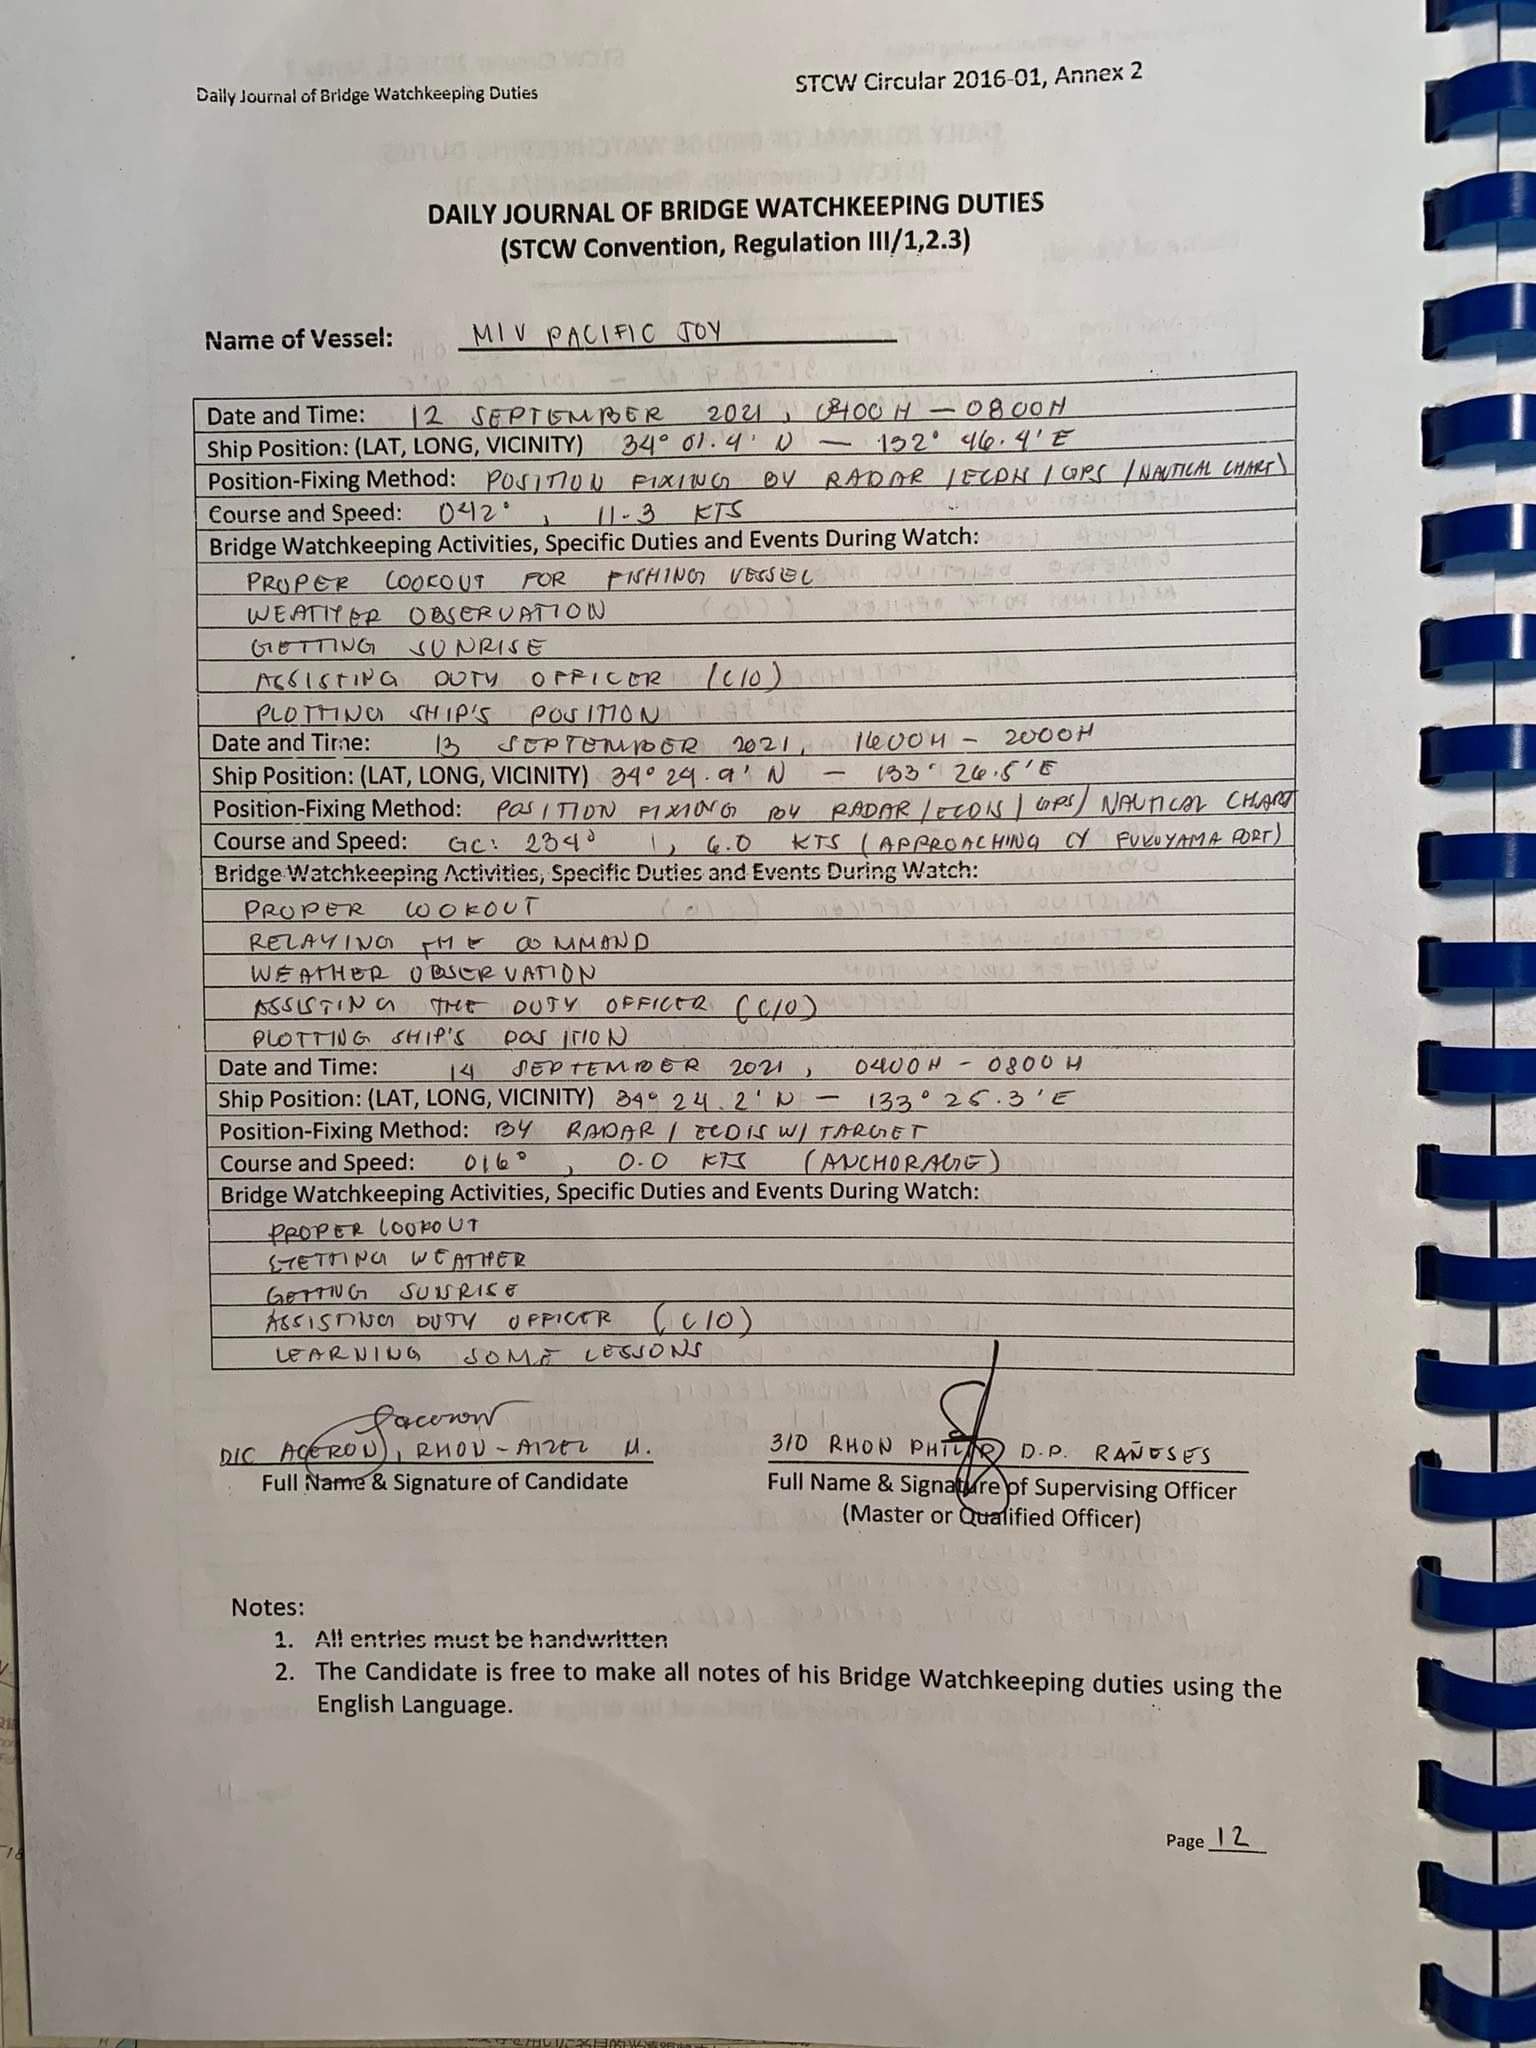 Daily Journal of Bridge Watchkeeping Duties
STCW Circular 2016-01, Annex 2
DAILY JOURNAL OF BRIDGE WATCHKEEPING DUTIES
(STCW Convention, Regulation III/1,2.3)
Name of Vessel: M/V PACIFIC JOY
Date and Time: 12 SEPTEMBER 2021, 0400H - 0800H
Ship Position: (LAT, LONG, VICINITY) 34° 01.4' N - 132° 46.4' E
Position-Fixing Method: POSITION FIXING BY RADAR / ECDIS / GPS / NAUTICAL CHART)
Course and Speed: 042°, 11.3 KTS
Bridge Watchkeeping Activities, Specific Duties and Events During Watch:
PROPER LOOKOUT FOR FISHING VESSEL
WEATHER OBSERVATION
GETTING SUNRISE
ASSISTING DUTY OFFICER (C/O)
PLOTTING SHIP'S POSITION
Date and Time: 13 SEPTEMBER 2021, 1600H - 2000H
Ship Position: (LAT, LONG, VICINITY) 34° 24.9' N - 133° 26.5' E
Position-Fixing Method: POSITION FIXING BY RADAR / ECDIS / GPS / NAUTICAL CHART
Course and Speed: GC: 234°, 6.0 KTS (APPROACHING FUKUYAMA PORT)
Bridge Watchkeeping Activities, Specific Duties and Events During Watch:
PROPER LOOKOUT
RELAYING THE COMMAND
WEATHER OBSERVATION
ASSISTING THE DUTY OFFICER (C/O)
PLOTTING SHIP'S POSITION
Date and Time: 14 SEPTEMBER 2021, 0400H - 0800H
Ship Position: (LAT, LONG, VICINITY) 34° 24.2' N - 133° 25.3' E
Position-Fixing Method: BY RADAR / ECDIS W/ TARGET
Course and Speed: 016°, 0.0 KTS (ANCHORAGE)
Bridge Watchkeeping Activities, Specific Duties and Events During Watch:
PROPER LOOKOUT
GETTING WEATHER
GETTING SUNRISE
ASSISTING DUTY OFFICER (C/O)
LEARNING SOME LESSONS
D/C ACERON, RHON-AIZEL M.
3/O RHON PHILIP D.P. RAÑESES
Full Name & Signature of Candidate
Full Name & Signature of Supervising Officer
(Master or Qualified Officer)
Notes:
1. All entries must be handwritten
2. The Candidate is free to make all notes of his Bridge Watchkeeping duties using the
English Language.
Page 12